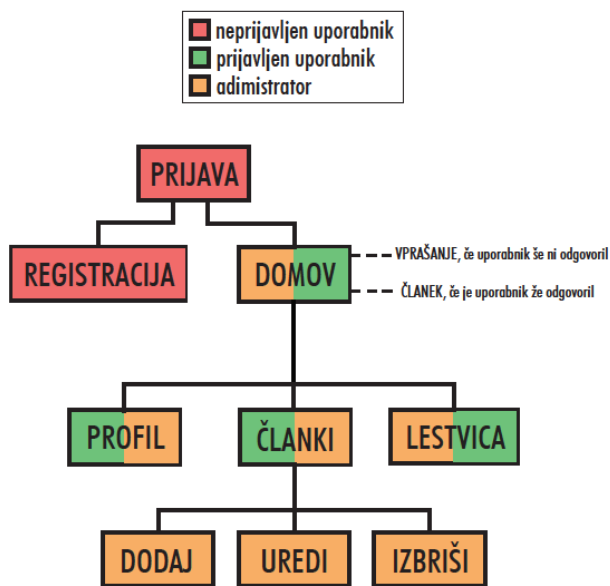 neprijavljen uporabnik
prijavljen uporabnik
adimistrator
PRIJAVA
REGISTRACIJA
DOMOV
VPRAŠANJE, če uporabnik še ni odgovoril
ČLANEK, če je uporabnik že odgovoril
PROFIL
ČLANKI
LESTVICA
DODAJ
UREDI
IZBRIŠI